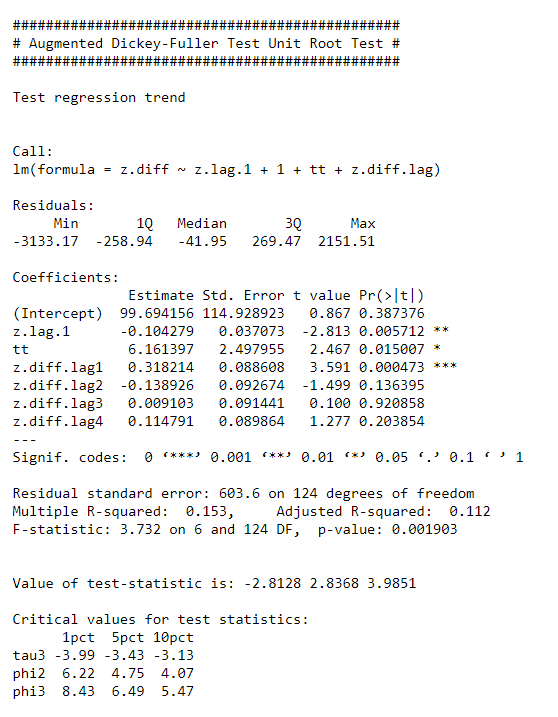 ###############################################
# Augmented Dickey-Fuller Test Unit Root Test #
###############################################
Test regression trend
Call:
lm(formula = z.diff ~ z.lag.1 + 1 + tt + z.diff.lag)
Residuals:
     Min       1Q   Median       3Q      Max
-3133.17  -258.94   -41.95   269.47  2151.51
Coefficients:
              Estimate Std. Error t value Pr(>|t|)
(Intercept)  99.694156 114.928923   0.867 0.387376
z.lag.1      -0.104279   0.037073  -2.813 0.005712 **
tt            6.161397   2.497955   2.467 0.015007 *
z.diff.lag1   0.318214   0.088608   3.591 0.000473 ***
z.diff.lag2  -0.138926   0.092674  -1.499 0.136395
z.diff.lag3   0.009103   0.091441   0.100 0.920858
z.diff.lag4   0.114791   0.089864   1.277 0.203854
---
Signif. codes:  0 ‘***’ 0.001 ‘**’ 0.01 ‘*’ 0.05 ‘.’ 0.1 ‘ ’ 1
Residual standard error: 603.6 on 124 degrees of freedom
Multiple R-squared:  0.153,     Adjusted R-squared:  0.112
F-statistic: 3.732 on 6 and 124 DF,  p-value: 0.001903
Value of test-statistic is: -2.8128 2.8368 3.9851
Critical values for test statistics:
      1pct  5pct 10pct
tau3 -3.99 -3.43 -3.13
phi2  6.22  4.75  4.07
phi3  8.43  6.49  5.47